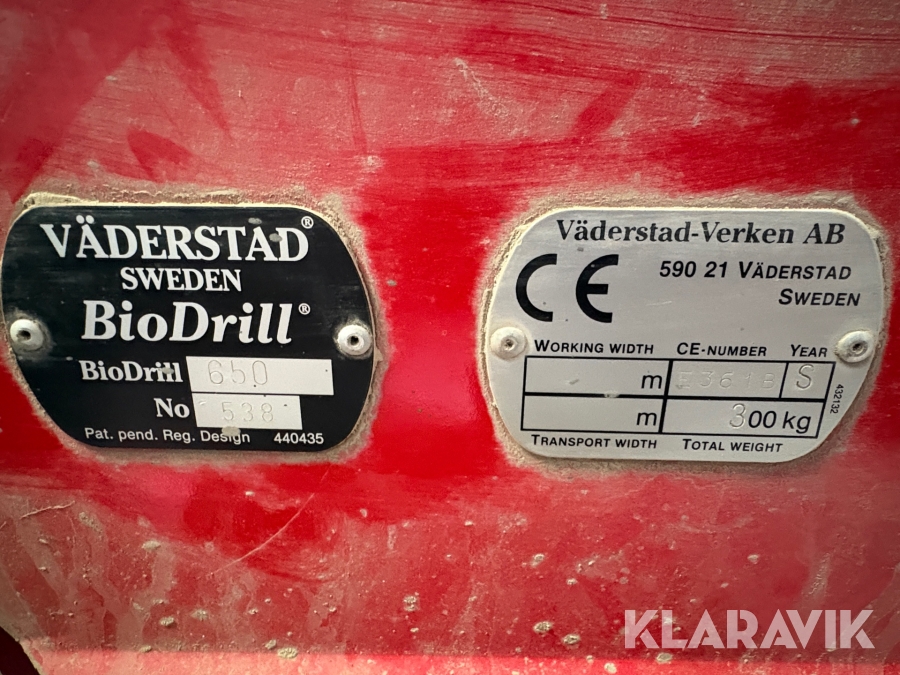 VÄDERSTAD®
SWEDEN
BioDrill®
BioDrill 650
No 538
Pat. pend. Reg. Design 440435
Väderstad-Verken AB
CE 590 21 VÄDERSTAD
SWEDEN
WORKING WIDTH CE-NUMBER YEAR
m S
m 300 kg
TRANSPORT WIDTH TOTAL WEIGHT
432132
KLARAVIK